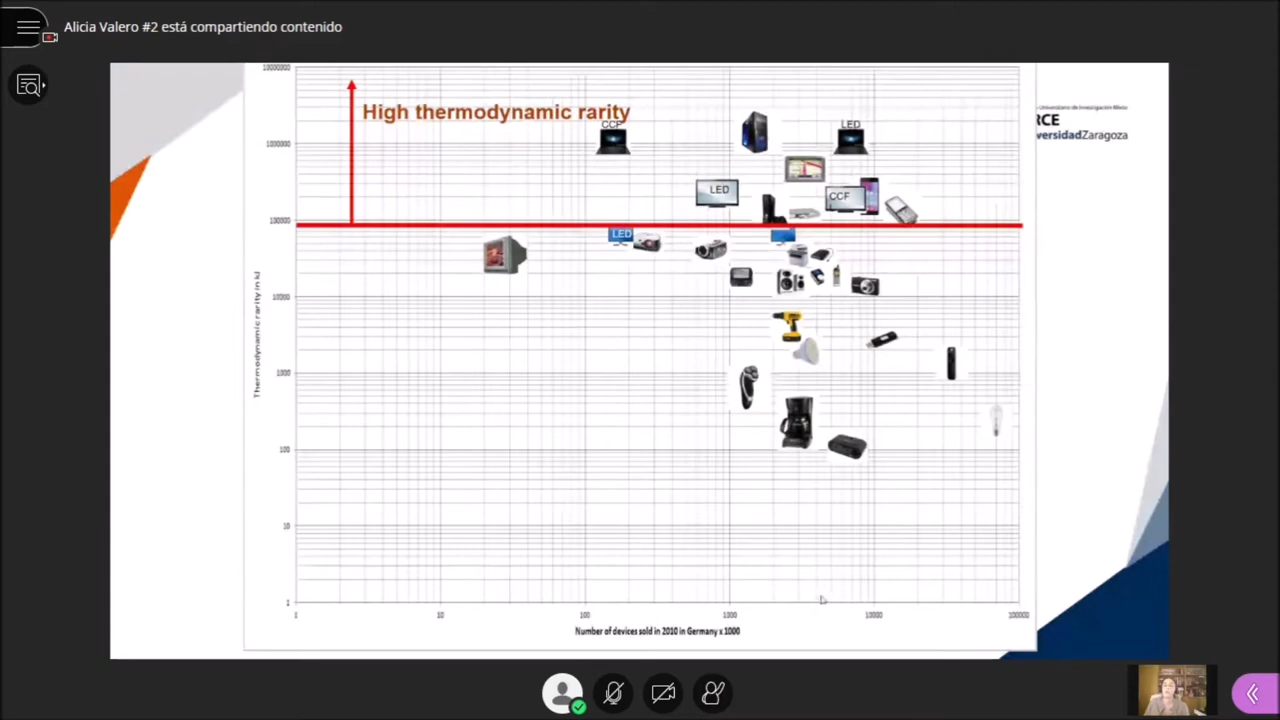 Alicia Valero #2 está compartiendo contenido
10000000
High thermodynamic rarity
CCF
LED
RCE
versidadZaragoza
1000000
LED
CCF
100000
LED
Thermodynamic rarity in kJ
10000
1000
100
10
1
1
10
100
1000
10000
100000
Number of devices sold in 2010 in Germany x 1000